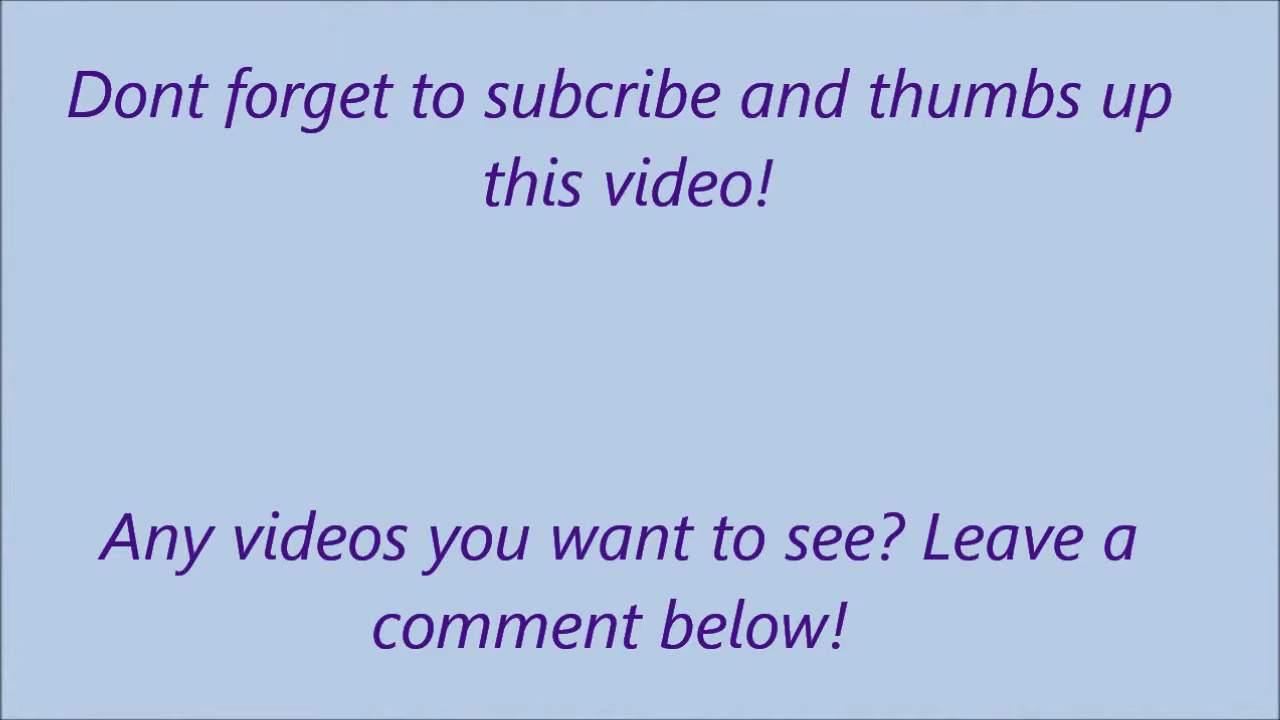 Dont forget to subcribe and thumbs up
this video!
Any videos you want to see? Leave a
comment below!